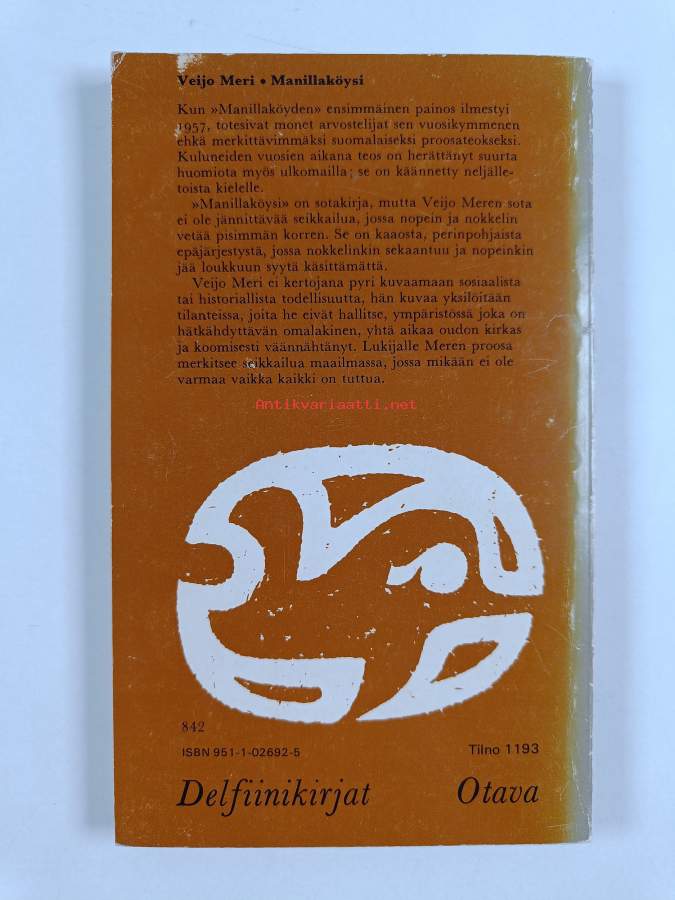 Veijo Meri • Manillaköysi
Kun »Manillaköyden» ensimmäinen painos ilmestyi
1957, totesivat monet arvostelijat sen vuosikymmenen
ehkä merkittävimmäksi suomalaiseksi proosateokseksi.
Kuluneiden vuosien aikana teos on herättänyt suurta
huomiota myös ulkomailla; se on käännetty neljälle-
toista kielelle.
»Manillaköysi» on sotakirja, mutta Veijo Meren sota
ei ole jännittävää seikkailua, jossa nopein ja nokkelin
vetää pisimmän korren. Se on kaaosta, perinpohjaista
epäjärjestystä, jossa nokkelinkin sekaantuu ja nopeinkin
jää loukkuun syytä käsittämättä.
Veijo Meri ei kertojana pyri kuvaamaan sosiaalista
tai historiallista todellisuutta, hän kuvaa yksilöitään
tilanteissa, joita he eivät hallitse, ympäristössä joka on
hätkähdyttävän omalakinen, yhtä aikaa oudon kirkas
ja koomisesti väännähtänyt. Lukijalle Meren proosa
merkitsee seikkailua maailmassa, jossa mikään ei ole
varmaa vaikka kaikki on tuttua.
Antikvariaatti.net
842
ISBN 951-1-02692-5
Tilno 1193
Delfiinikirjat
Otava